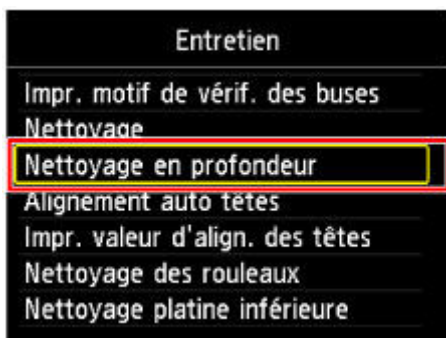 Entretien
Impr. motif de vérif. des buses
Nettoyage
Nettoyage en profondeur
Alignement auto têtes
Impr. valeur d'align. des têtes
Nettoyage des rouleaux
Nettoyage platine inférieure